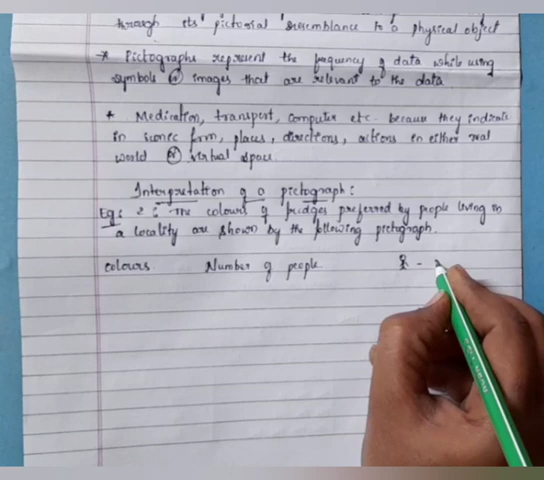 through its pictorial resemblance to a physical object
* Pictographs represent the frequency of data while using
symbols or images that are relevant to the data.
* Medication, transport, computer etc. because they indicate
in iconic form, places, directions, actions in either real
world or virtual space.
Interpretation of a pictograph:
Eg: 2: The colours of fridges preferred by people living in
a locality are shown by the following pictograph.
colours Number of people -